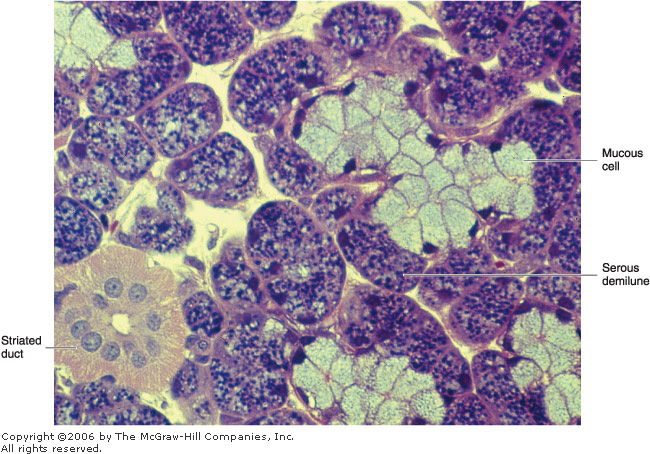 Mucous
cell
Serous
demilune
Striated
duct
Copyright ©2006 by The McGraw-Hill Companies, Inc.
All rights reserved.